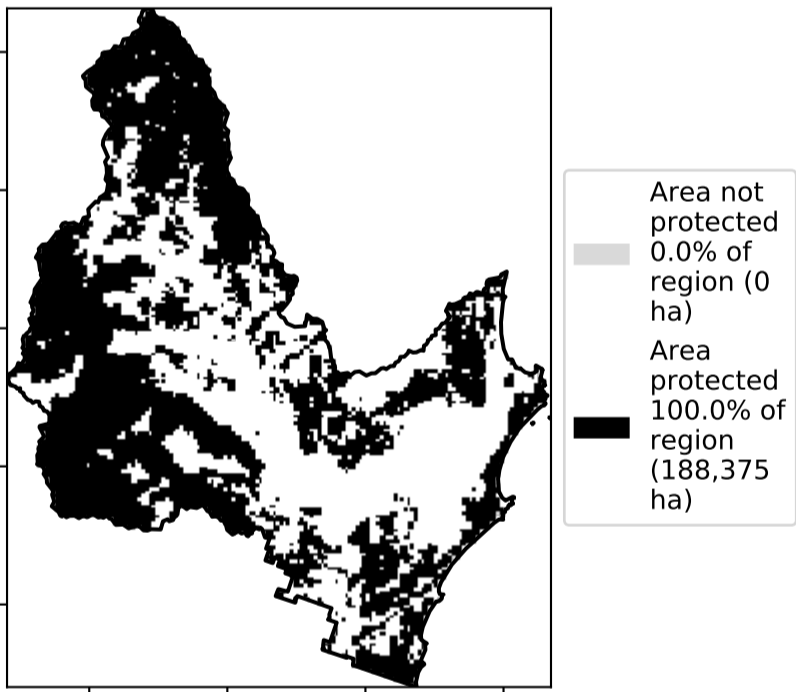 Area not
protected
0.0% of
region (0
ha)
Area
protected
100.0% of
region
(188,375
ha)